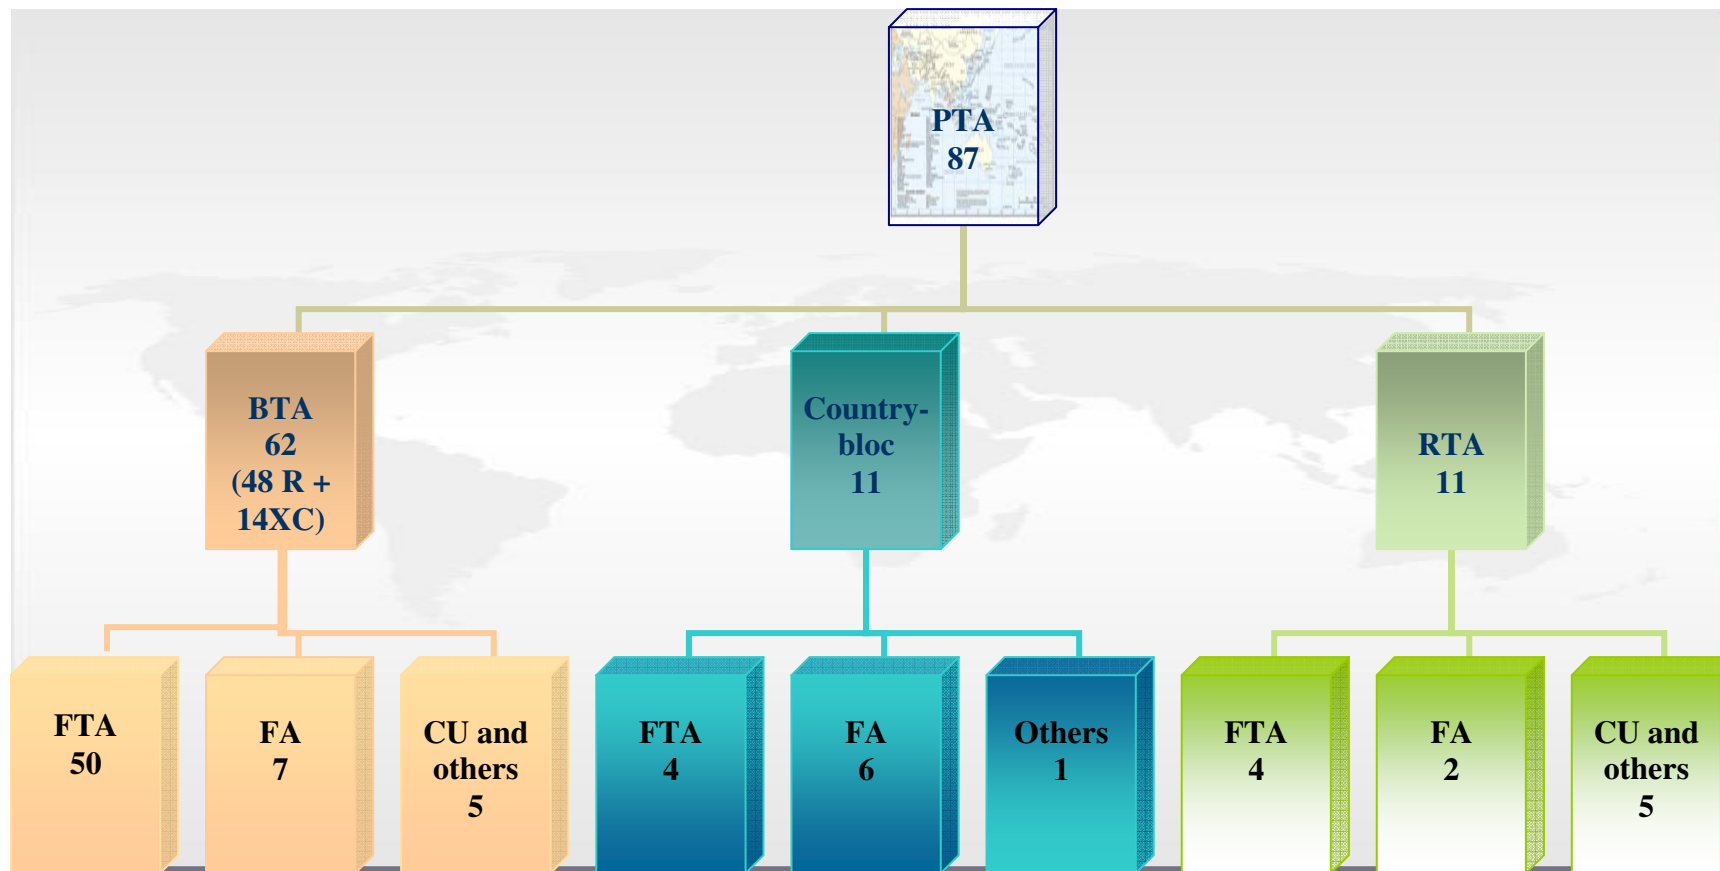 PTA
87
BTA
62
(48 R +
14XC)
Country-
bloc
11
RTA
11
FTA
50
FA
7
CU and
others
5
FTA
4
FA
6
Others
1
FTA
4
FA
2
CU and
others
5